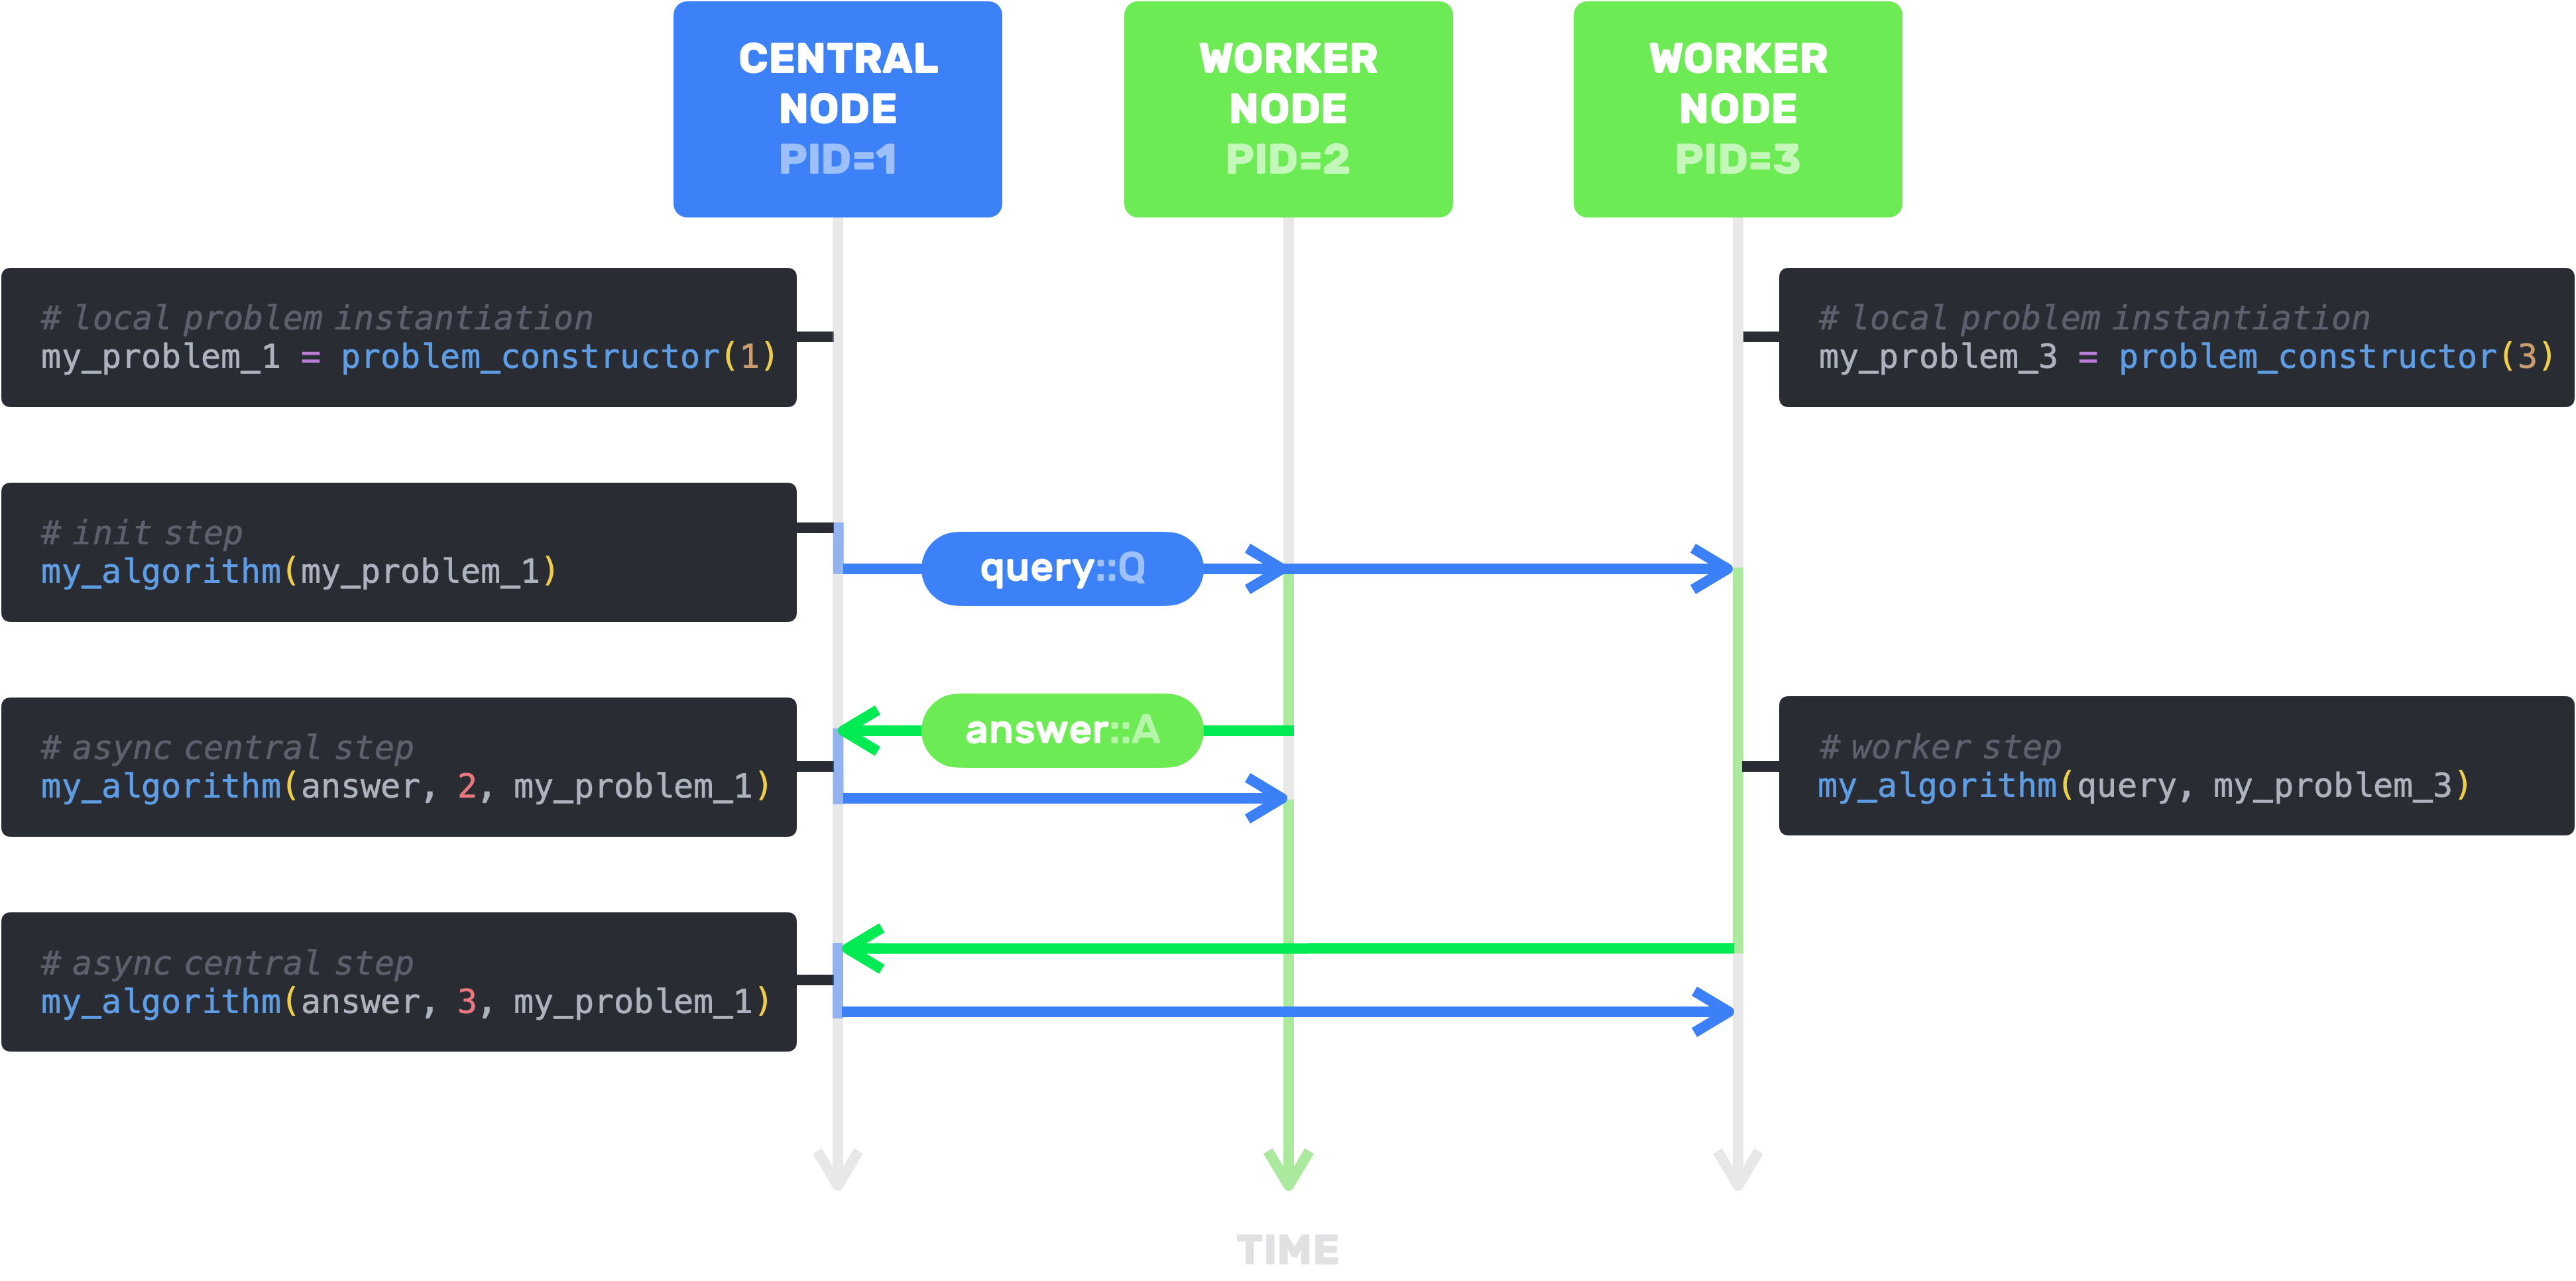 CENTRAL
NODE
PID=1
WORKER
NODE
PID=2
WORKER
NODE
PID=3
# local problem instantiation
my_problem_1 = problem_constructor(1)
# local problem instantiation
my_problem_3 = problem_constructor(3)
# init step
my_algorithm(my_problem_1)
query::Q
answer::A
# async central step
my_algorithm(answer, 2, my_problem_1)
# worker step
my_algorithm(query, my_problem_3)
# async central step
my_algorithm(answer, 3, my_problem_1)
TIME